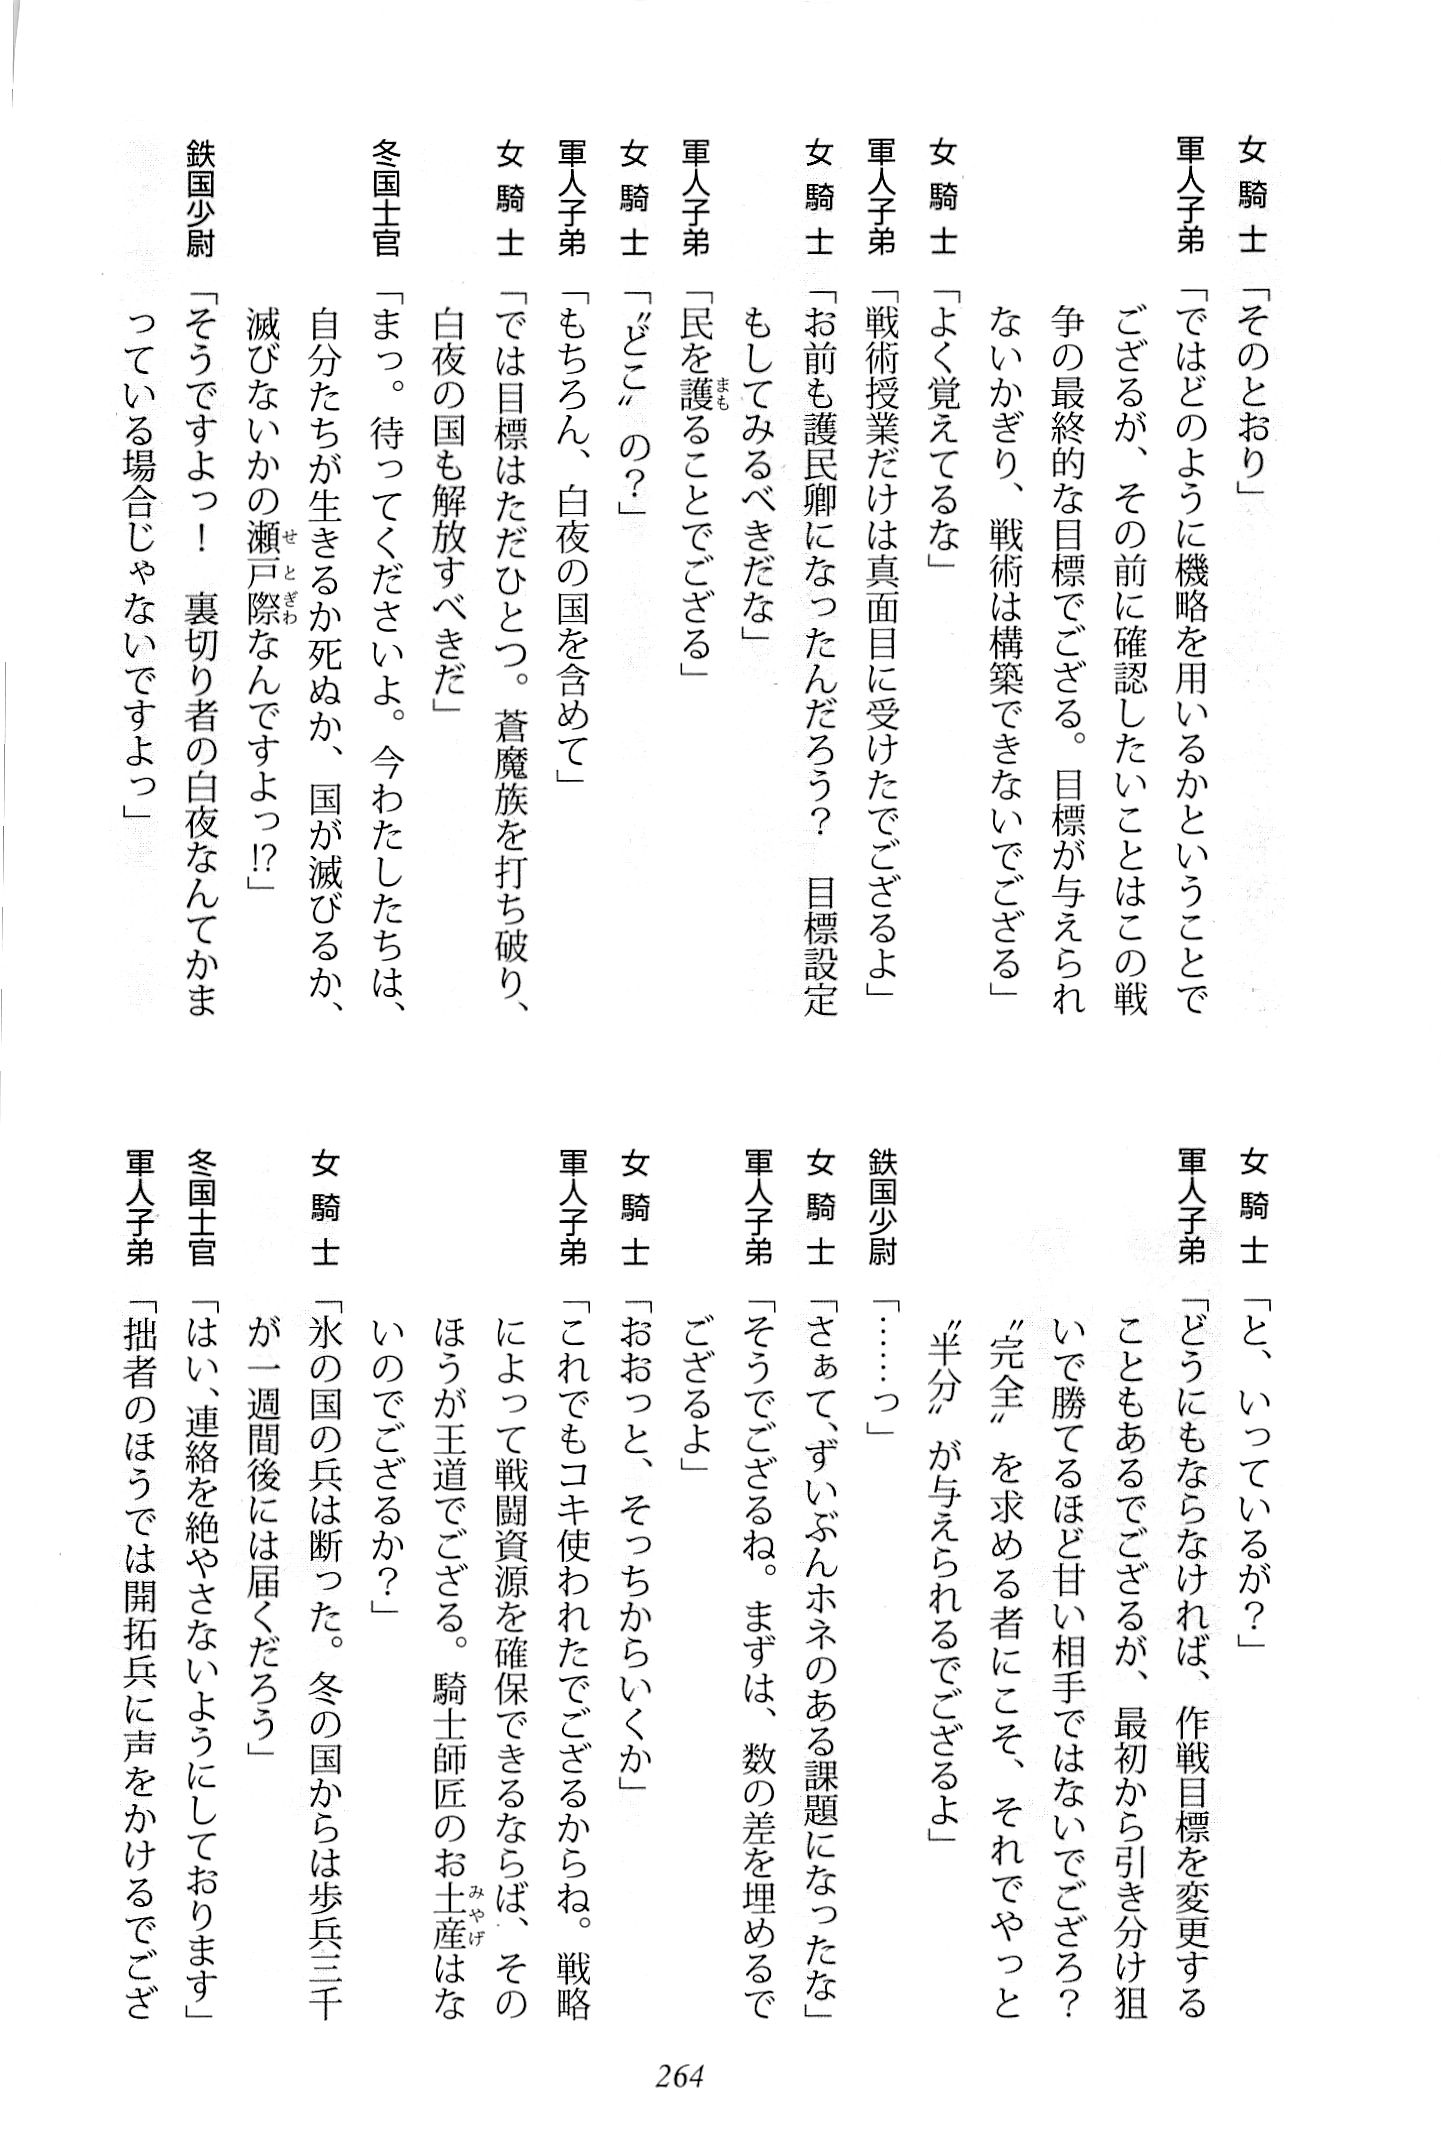 女騎士「そのとおり」
軍人子弟「ではどのように機略を用いるかということで
ござるが、その前に確認したいことはこの戦
争の最終的な目標でござる。目標が与えられ
ないかぎり、戦術は構築できないでござる」
女騎士「よく覚えてるな」
軍人子弟「戦術授業だけは真面目に受けたでござるよ」
女騎士「お前も護民卿になったんだろう？　目標設定
もしてみるべきだな」
軍人子弟「民を護ることでござる」
女騎士「〝どこ〟の？」
軍人子弟「もちろん、白夜の国を含めて」
女騎士「では目標はただひとつ。蒼魔族を打ち破り、
白夜の国も解放すべきだ」
冬国士官「まっ。待ってくださいよ。今わたしたちは、
自分たちが生きるか死ぬか、国が滅びるか、
滅びないかの瀬戸際なんですよっ!?」
鉄国少尉「そうですよっ！　裏切り者の白夜なんてかま
っている場合じゃないですよっ」
女騎士「と、いっているが？」
軍人子弟「どうにもならなければ、作戦目標を変更する
こともあるでござるが、最初から引き分け狙
いで勝てるほど甘い相手ではないでござろ？
〝完全〟を求める者にこそ、それでやっと
〝半分〟が与えられるでござるよ」
鉄国少尉「……っ」
女騎士「さぁて、ずいぶんホネのある課題になったな」
軍人子弟「そうでござるね。まずは、数の差を埋めるで
ござるよ」
女騎士「おおっと、そっちからいくか」
軍人子弟「これでもコキ使われたでござるからね。戦略
によって戦闘資源を確保できるならば、その
ほうが王道でござる。騎士師匠のお土産はな
いのでござるか？」
女騎士「氷の国の兵は断った。冬の国からは歩兵三千
が一週間後には届くだろう」
冬国士官「はい、連絡を絶やさないようにしております」
軍人子弟「拙者のほうでは開拓兵に声をかけるでござ
264